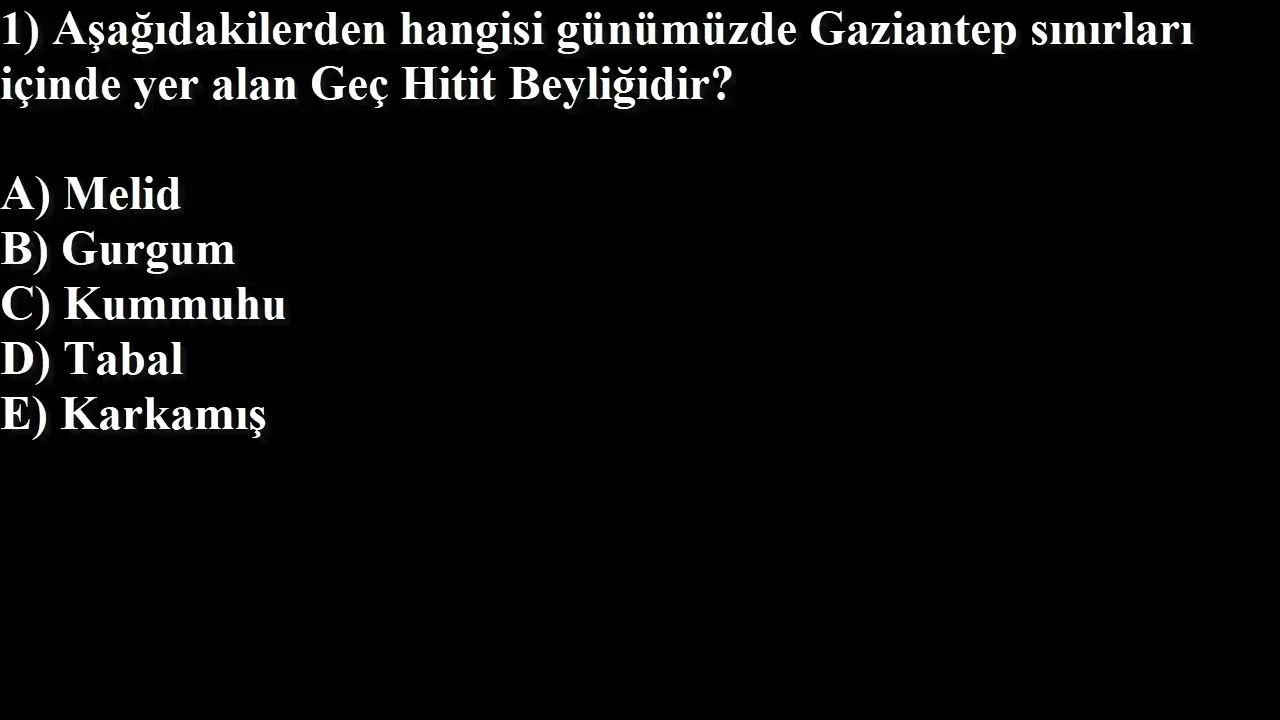 1) Aşağıdakilerden hangisi günümüzde Gaziantep sınırları
içinde yer alan Geç Hitit Beyliğidir?
A) Melid
B) Gurgum
C) Kummuhu
D) Tabal
E) Karkamış